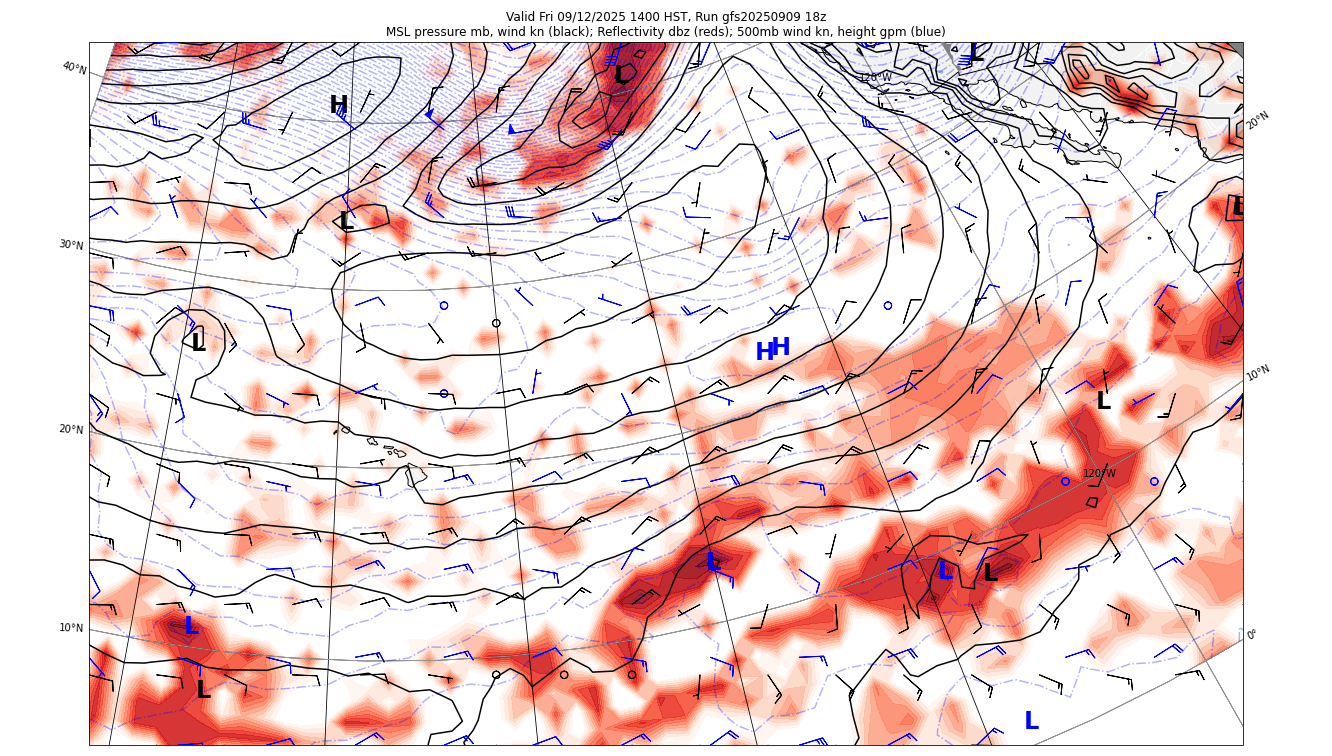 Valid Fri 09/12/2025 1400 HST, Run gfs20250909 18z
MSL pressure mb, wind kn (black); Reflectivity dbz (reds); 500mb wind kn, height gpm (blue)
L
L
120°W
40°N
H
20°N
L
L
30°N
L
H H
10°N
L
20°N
120°W
L
L
L
10°N
L
0°
L
L